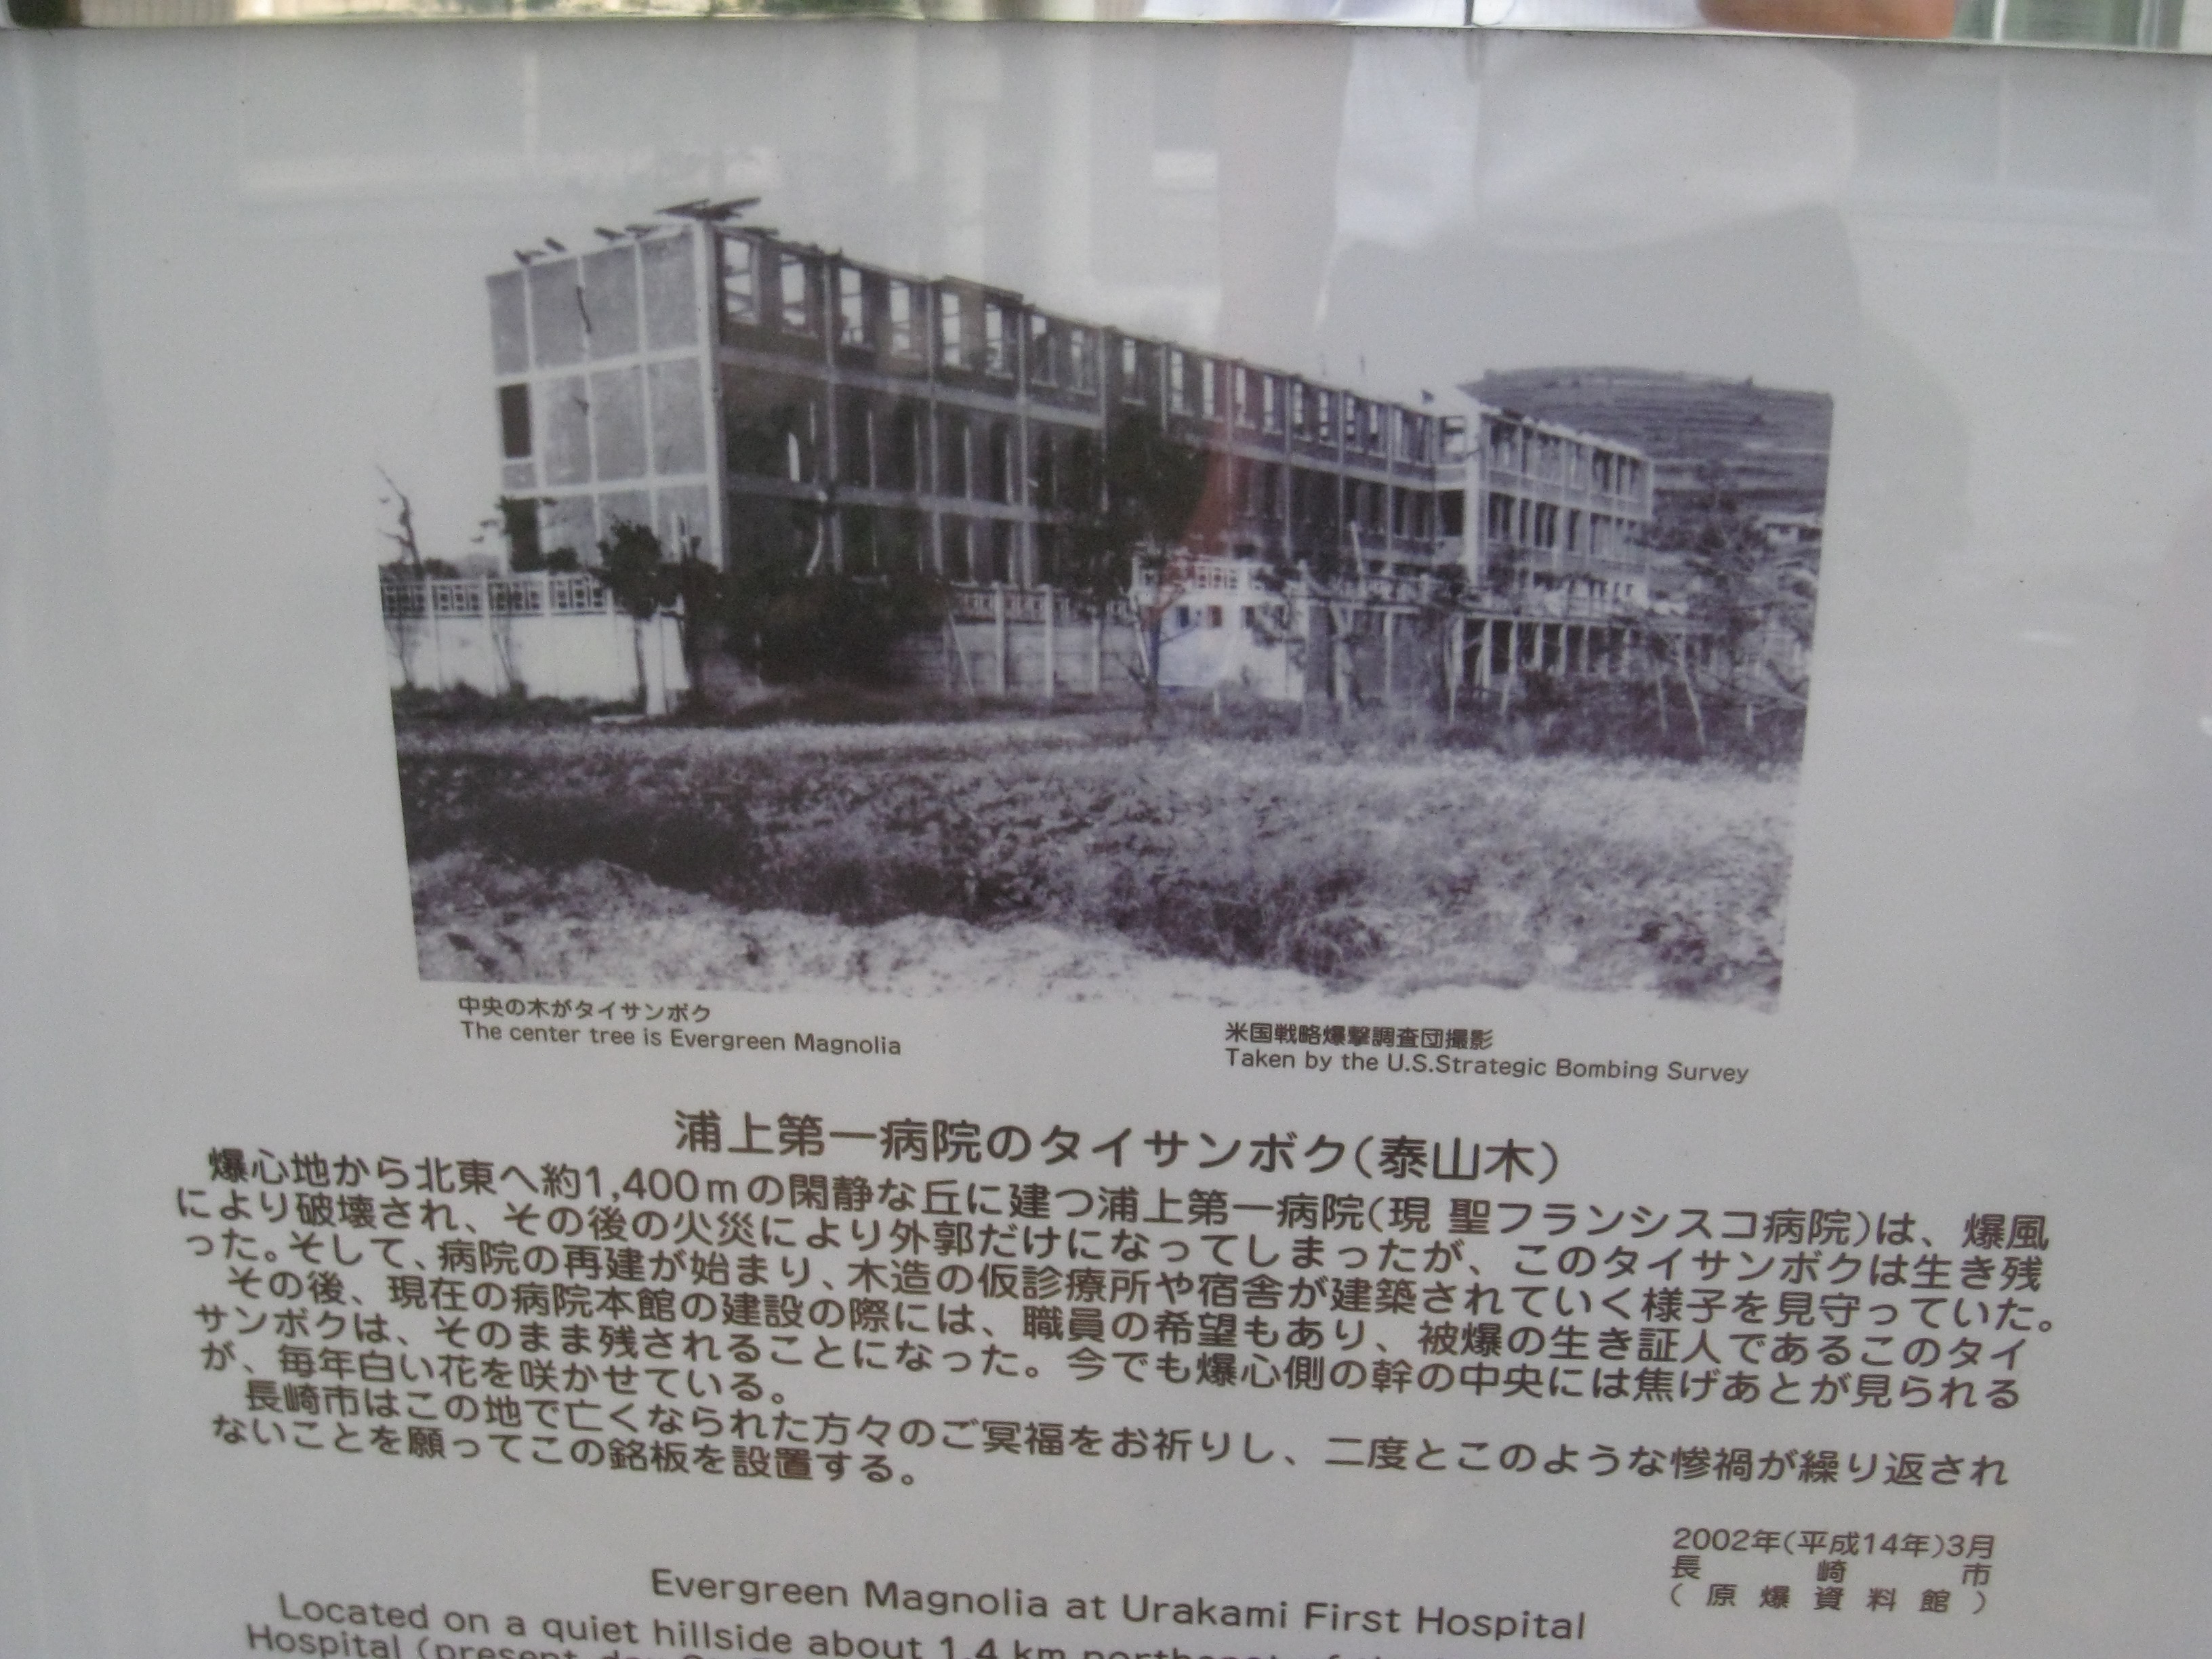 中央の木がタイサンボク
The center tree is Evergreen Magnolia
米国戦略爆撃調査団撮影
Taken by the U.S.Strategic Bombing Survey
浦上第一病院のタイサンボク(泰山木)
爆心地から北東へ約1,400mの閑静な丘に建つ浦上第一病院(現 聖フランシスコ病院)は、爆風
により破壊され、その後の火災により外郭だけになってしまったが、このタイサンボクは生き残
った。そして、病院の再建が始まり、木造の仮診療所や宿舎が建築されていく様子を見守っていた。
その後、現在の病院本館の建設の際には、職員の希望もあり、被爆の生き証人であるこのタイ
サンボクは、そのまま残されることになった。今でも爆心側の幹の中央には焦げあとが見られる
が、毎年白い花を咲かせている。
長崎市はこの地で亡くなられた方々のご冥福をお祈りし、二度とこのような惨禍が繰り返され
ないことを願ってこの銘板を設置する。
2002年(平成14年)3月
長崎市
(原爆資料館)
Evergreen Magnolia at Urakami First Hospital
Located on a quiet hillside about 1.4 km northeast of
Hospital (present-day